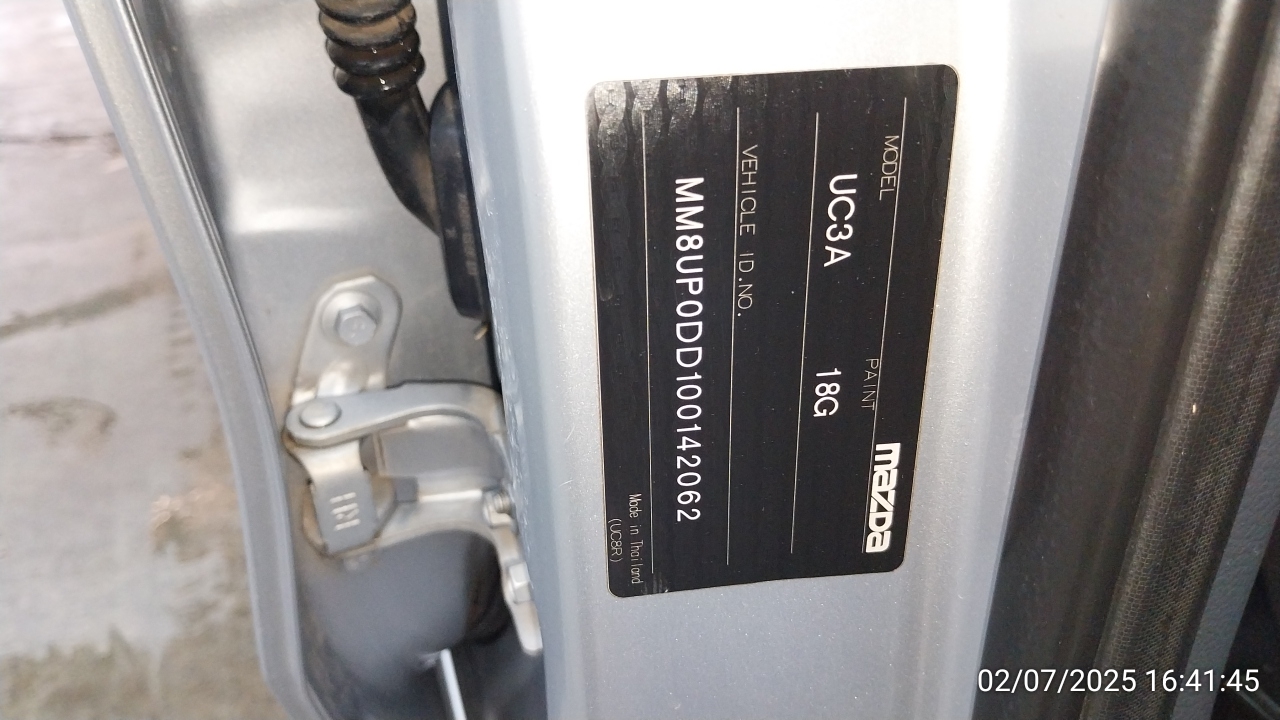 mazda
MODEL PAINT
UC3A 18G
VEHICLE ID.NO.
MM8UP0DD100142062
Made in Thailand
(UC8R)
02/07/2025 16:41:45